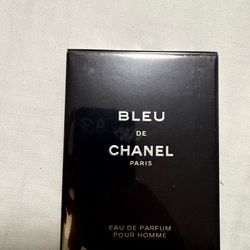 BLEU
DE
CHANEL
PARIS
EAU DE PARFUM
POUR HOMME